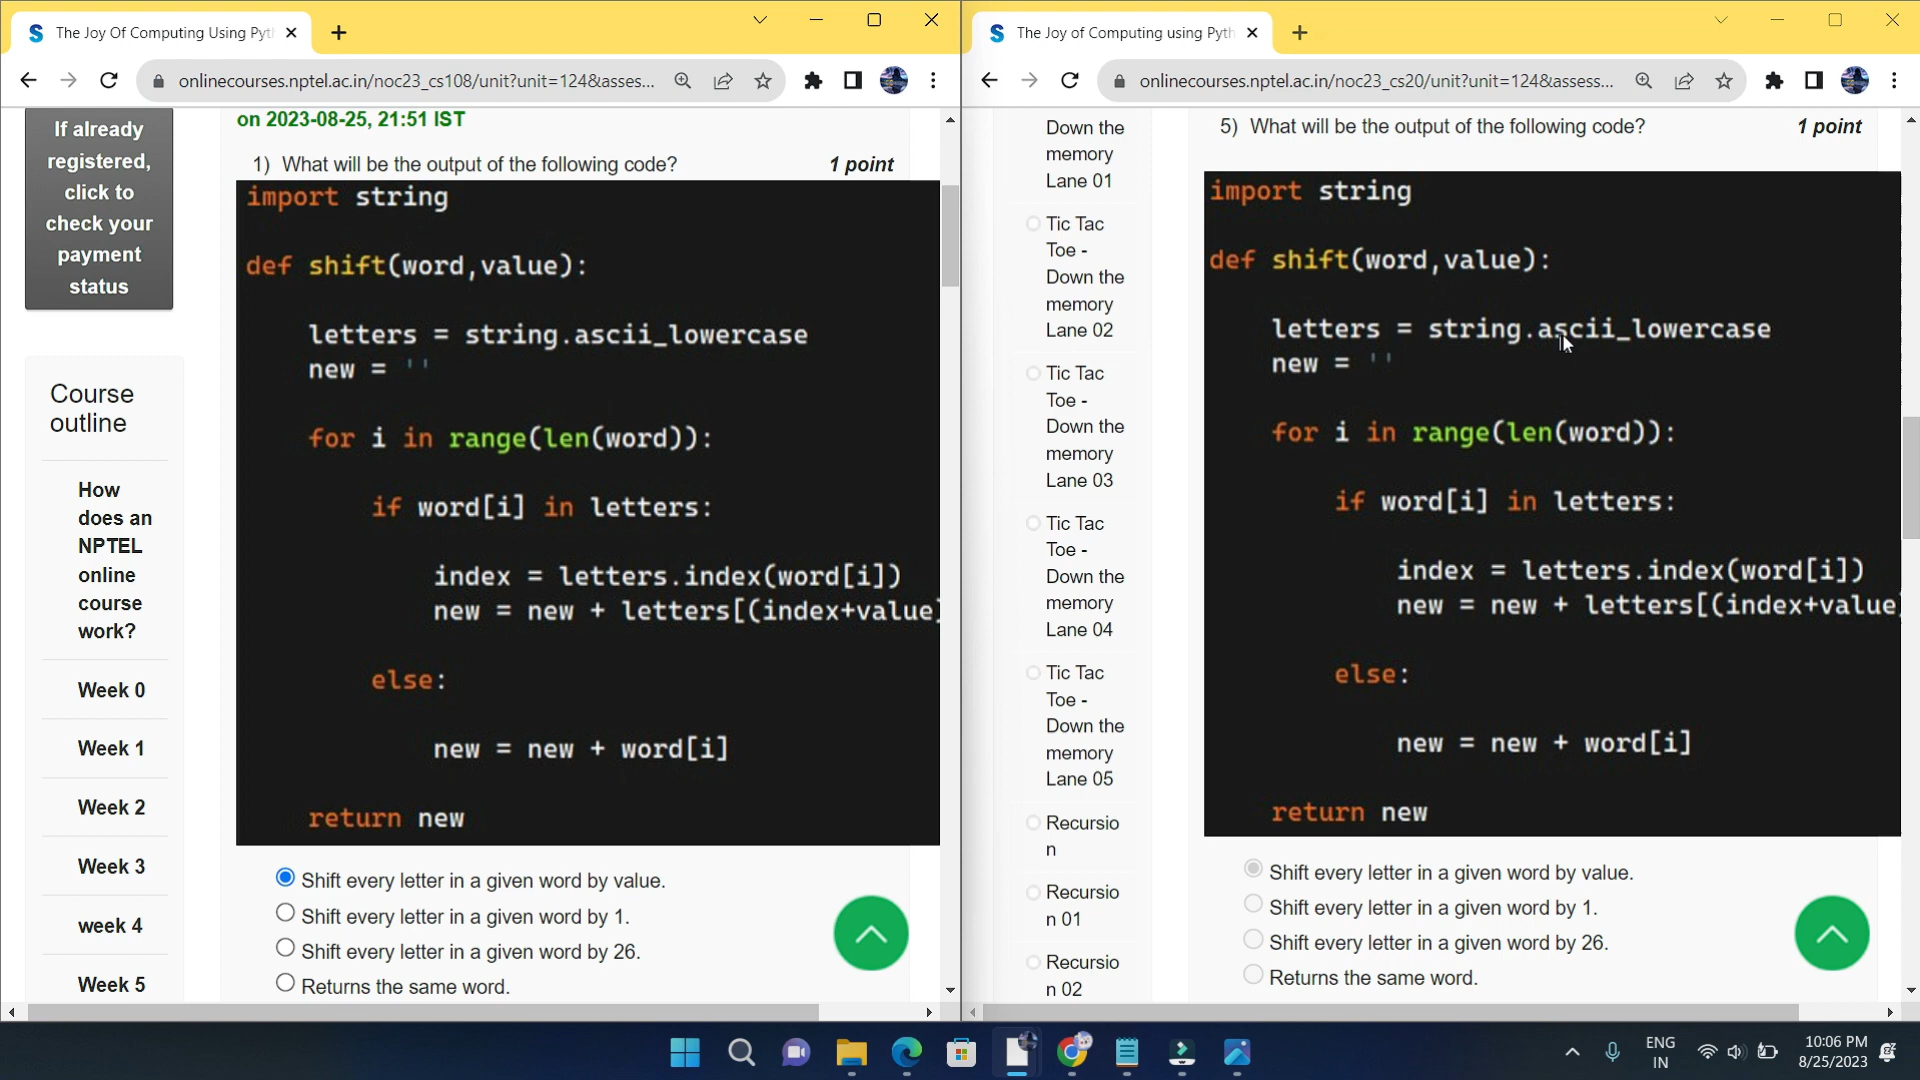 The Joy Of Computing Using Pyt
onlinecourses.nptel.ac.in/noc23_cs108/unit?unit=124&asses...
If already
registered,
click to
check your
payment
status
Course
outline
How
does an
NPTEL
online
course
work?
Week 0
Week 1
Week 2
Week 3
week 4
Week 5
on 2023-08-25, 21:51 IST
1) What will be the output of the following code? 1 point
import string
def shift(word,value):
letters = string.ascii_lowercase
new = ''
for i in range(len(word)):
if word[i] in letters:
index = letters.index(word[i])
new = new + letters[(index+value)
else:
new = new + word[i]
return new
Shift every letter in a given word by value.
Shift every letter in a given word by 1.
Shift every letter in a given word by 26.
Returns the same word.
The Joy of Computing using Pyth
onlinecourses.nptel.ac.in/noc23_cs20/unit?unit=124&assess...
Down the
memory
Lane 01
Tic Tac
Toe -
Down the
memory
Lane 02
Tic Tac
Toe -
Down the
memory
Lane 03
Tic Tac
Toe -
Down the
memory
Lane 04
Tic Tac
Toe -
Down the
memory
Lane 05
Recursio
n
Recursio
n 01
Recursio
n 02
5) What will be the output of the following code? 1 point
import string
def shift(word,value):
letters = string.ascii_lowercase
new = ''
for i in range(len(word)):
if word[i] in letters:
index = letters.index(word[i])
new = new + letters[(index+value)
else:
new = new + word[i]
return new
Shift every letter in a given word by value.
Shift every letter in a given word by 1.
Shift every letter in a given word by 26.
Returns the same word.
ENG
IN
10:06 PM
8/25/2023